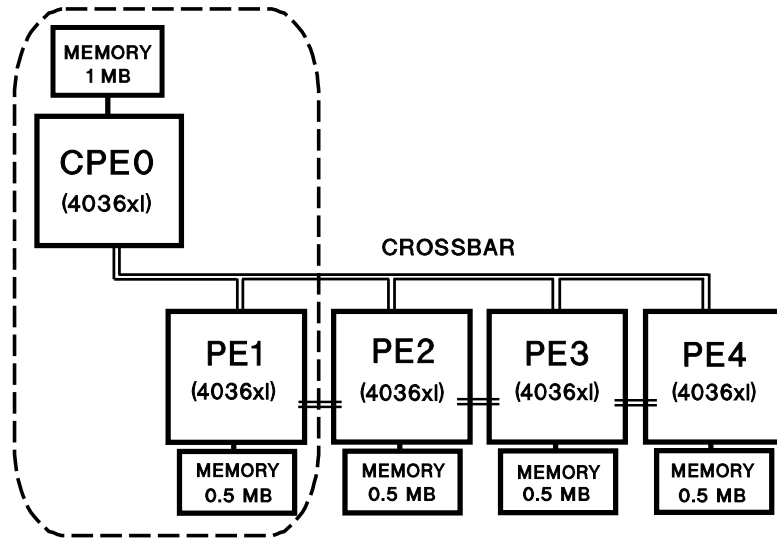 MEMORY
1 MB
CPE0
(4036xl)
CROSSBAR
PE1
(4036xl)
PE2
(4036xl)
PE3
(4036xl)
PE4
(4036xl)
MEMORY
0.5 MB
MEMORY
0.5 MB
MEMORY
0.5 MB
MEMORY
0.5 MB